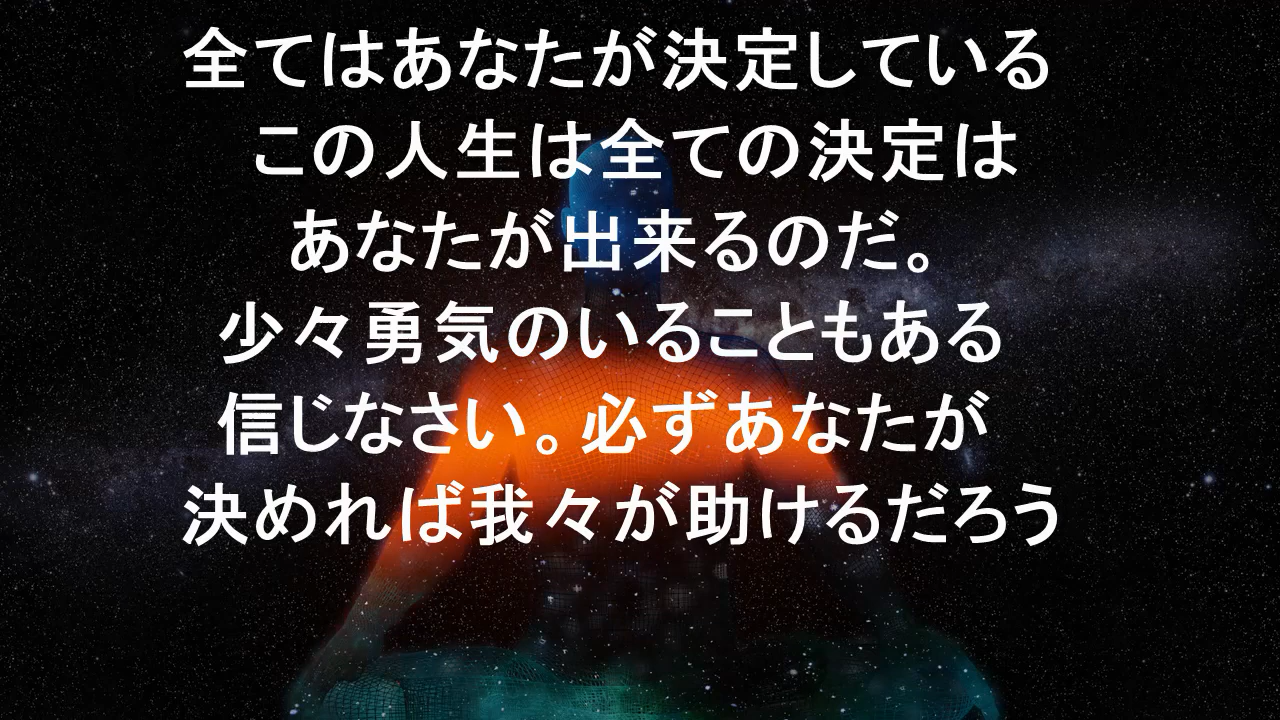 全てはあなたが決定している
この人生は全ての決定は
あなたが出来るのだ。
少々勇気のいることもある
信じなさい。必ずあなたが
決めれば我々が助けるだろう